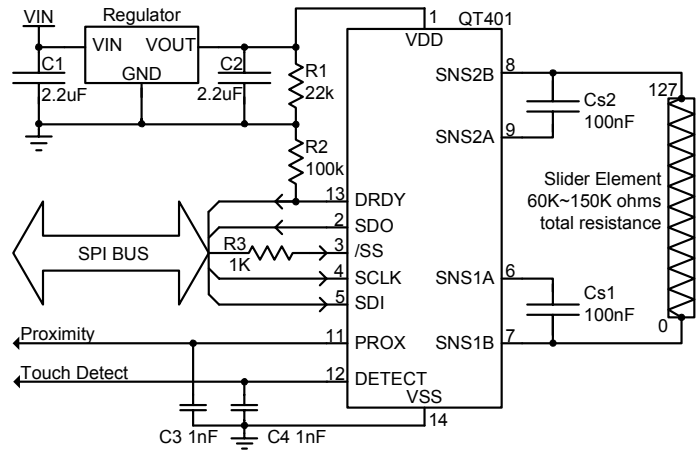 VIN
Regulator
1
QT401
VIN
VOUT
VDD
C1
2.2uF
GND
C2
2.2uF
R1
22k
SNS2B
8
127
Cs2
100nF
SNS2A
9
R2
100k
Slider Element
60K~150K ohms
total resistance
13
DRDY
2
SDO
SPI BUS
R3
1K
3
/SS
4
SCLK
SNS1A
6
5
SDI
Cs1
100nF
0
Proximity
11
PROX
SNS1B
7
Touch Detect
12
DETECT
VSS
14
C3 1nF
C4 1nF